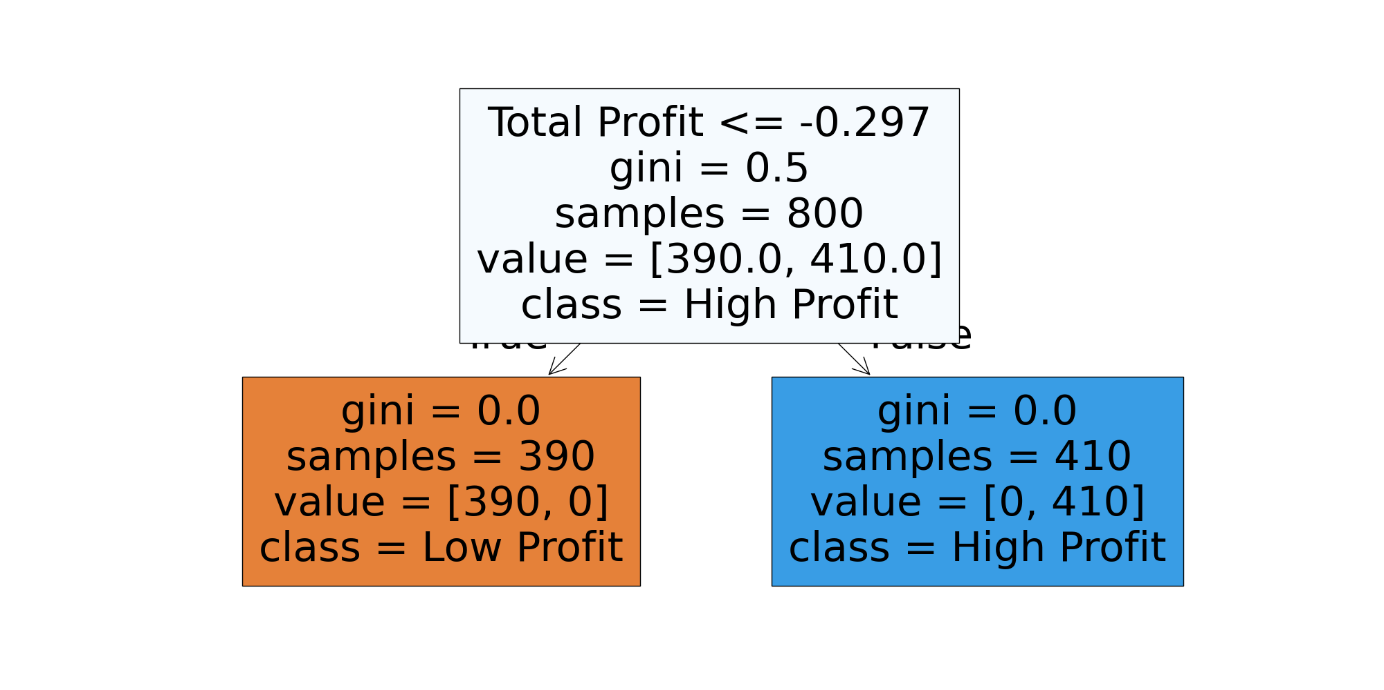 Total Profit <= -0.297
gini = 0.5
samples = 800
value = [390.0, 410.0]
class = High Profit
True
False
gini = 0.0
samples = 390
value = [390, 0]
class = Low Profit
gini = 0.0
samples = 410
value = [0, 410]
class = High Profit